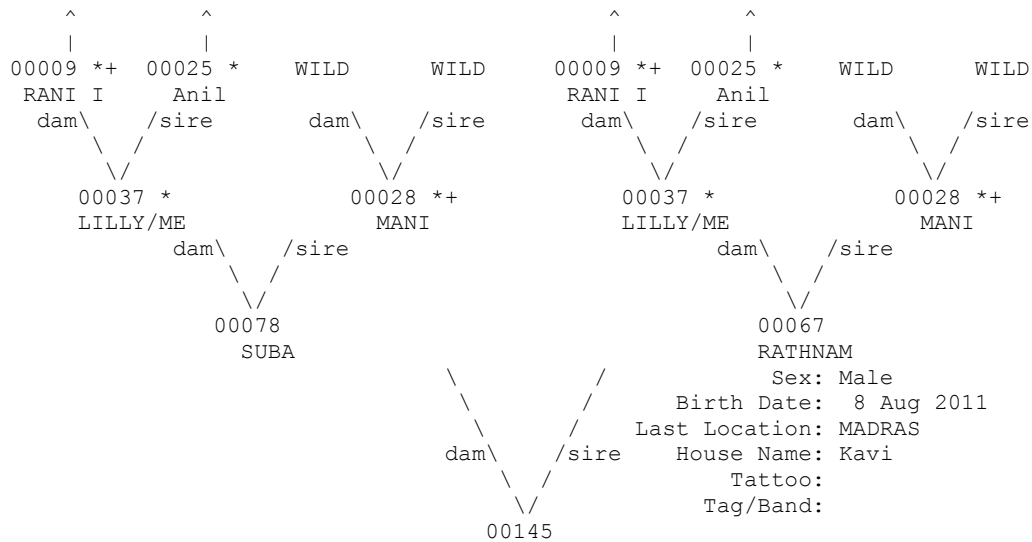 ^ ^ ^ ^
| | | |
00009 *+ 00025 * WILD WILD 00009 *+ 00025 * WILD WILD
RANI I Anil RANI I Anil
dam\ /sire dam\ /sire dam\ /sire dam\ /sire
\ / \ / \ / \ /
\/ \/ \/ \/
00037 * 00028 *+ 00037 * 00028 *+
LILLY/ME MANI LILLY/ME MANI
dam\ /sire dam\ /sire
\ / \ /
\/ \/
00078 00067
SUBA RATHNAM
\ / Sex: Male
\ / Birth Date: 8 Aug 2011
\ / Last Location: MADRAS
dam\ /sire House Name: Kavi
\ / Tattoo:
\/ Tag/Band:
00145